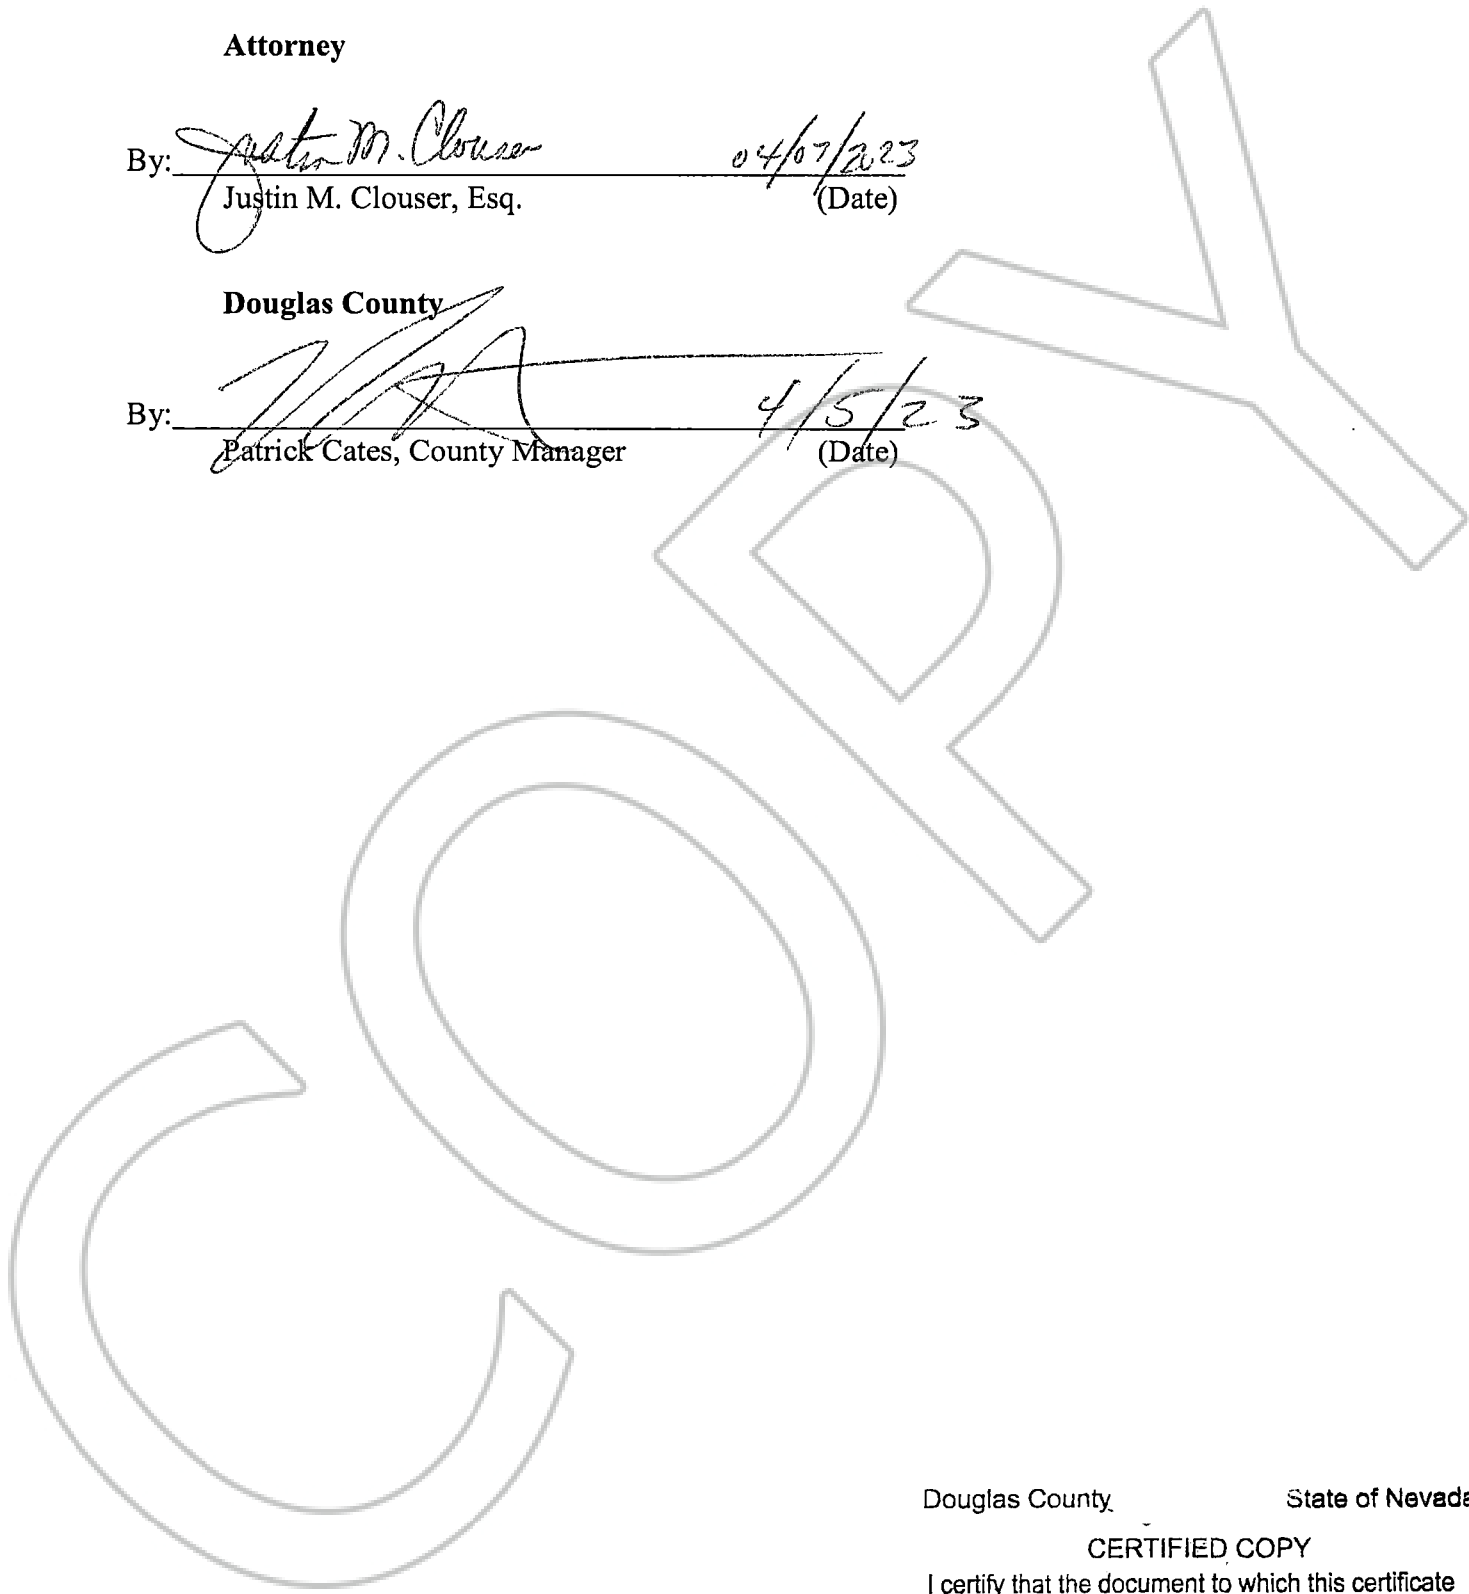 Attorney
By: Justin M. Clouser 04/07/2023
Justin M. Clouser, Esq. (Date)
Douglas County
By: 4/5/23
Patrick Cates, County Manager (Date)
COPY
Douglas County State of Nevada
CERTIFIED COPY
I certify that the document to which this certificate